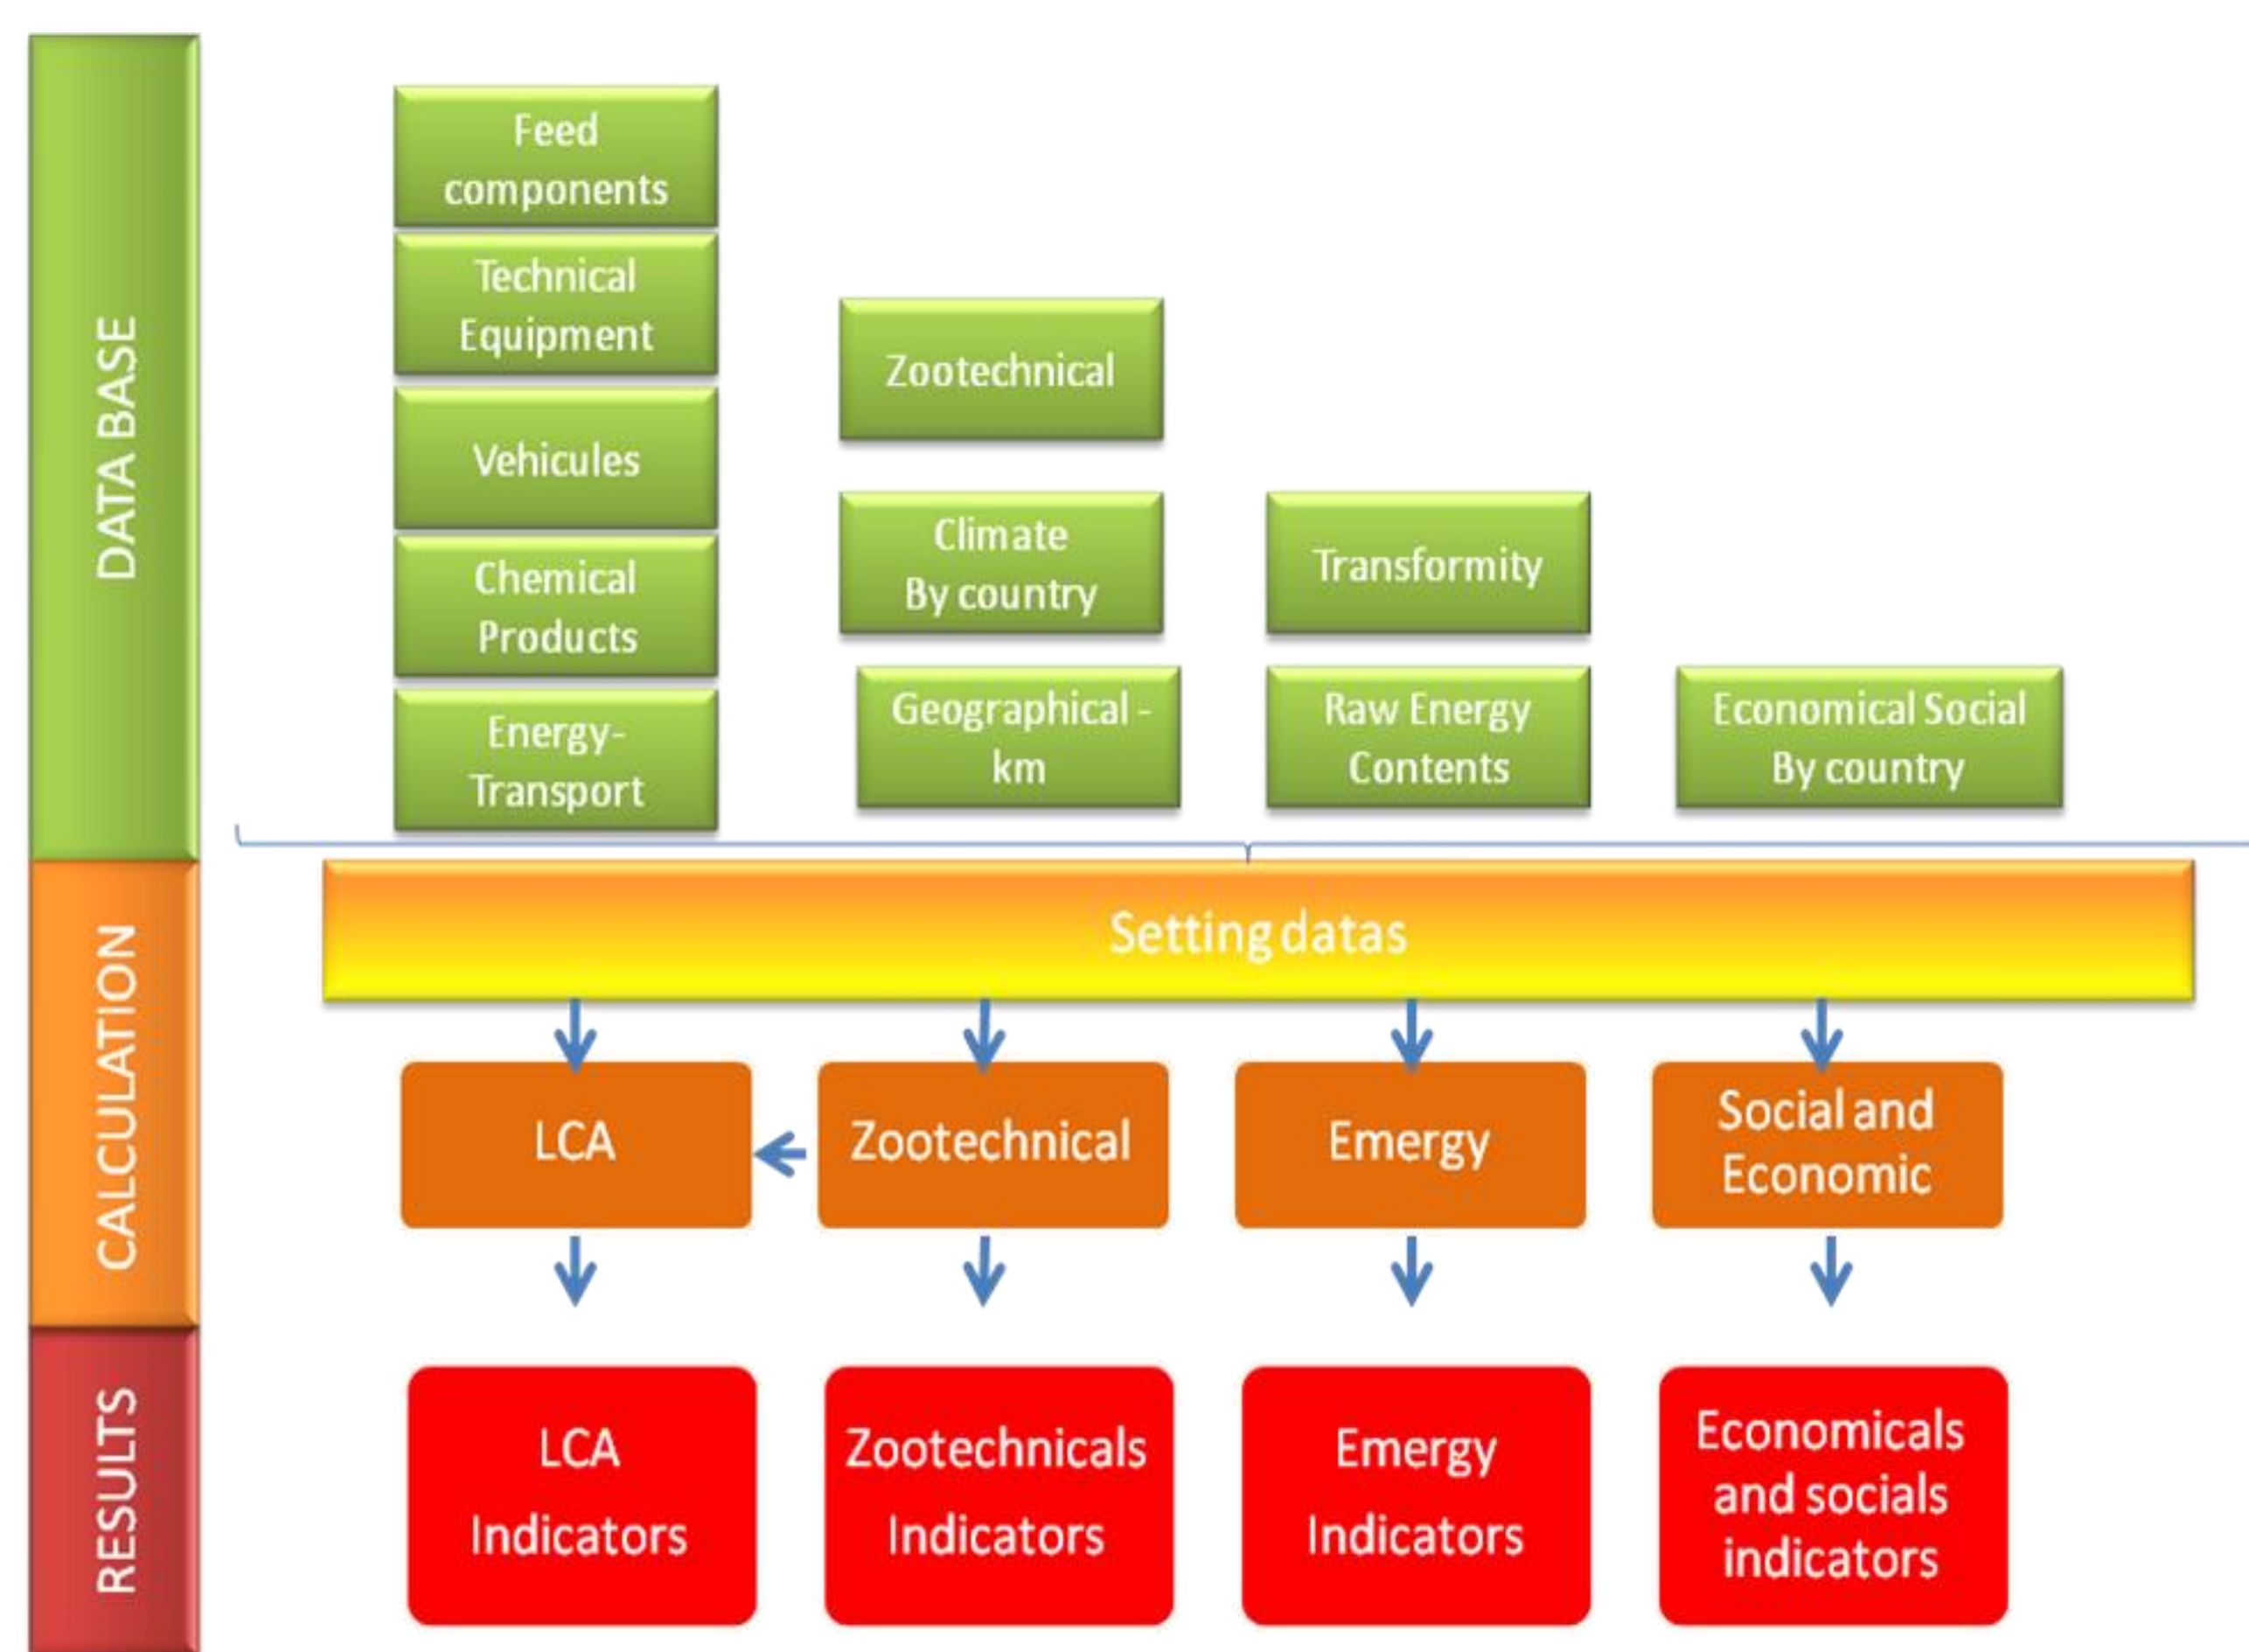 DATA BASE
Feed
components
Technical
Equipment
Vehicules
Chemical
Products
Energy-
Transport
Zootechnical
Climate
By country
Geographical -
km
Transformity
Raw Energy
Contents
Economical Social
By country
CALCULATION
Setting datas
LCA
Zootechnical
Emergy
Social and
Economic
RESULTS
LCA
Indicators
Zootechnicals
Indicators
Emergy
Indicators
Economicals
and socials
indicators